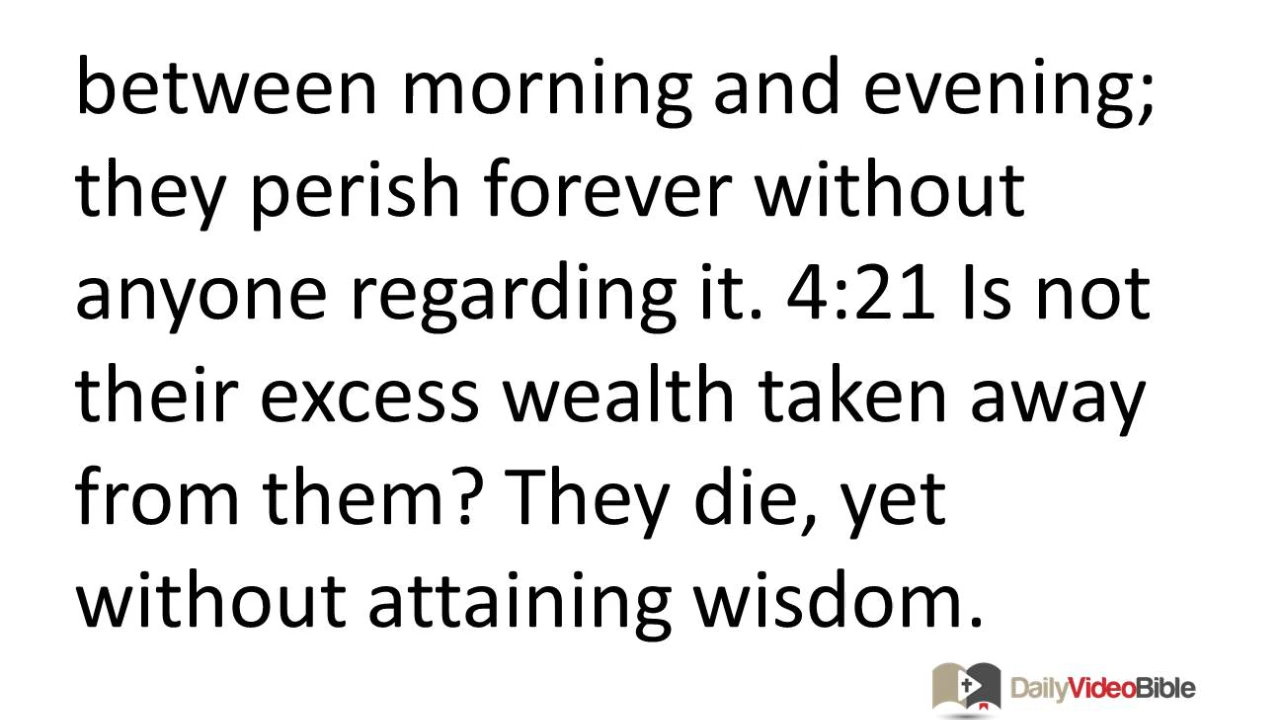 between morning and evening;
they perish forever without
anyone regarding it. 4:21 Is not
their excess wealth taken away
from them? They die, yet
without attaining wisdom.
DailyVideoBible